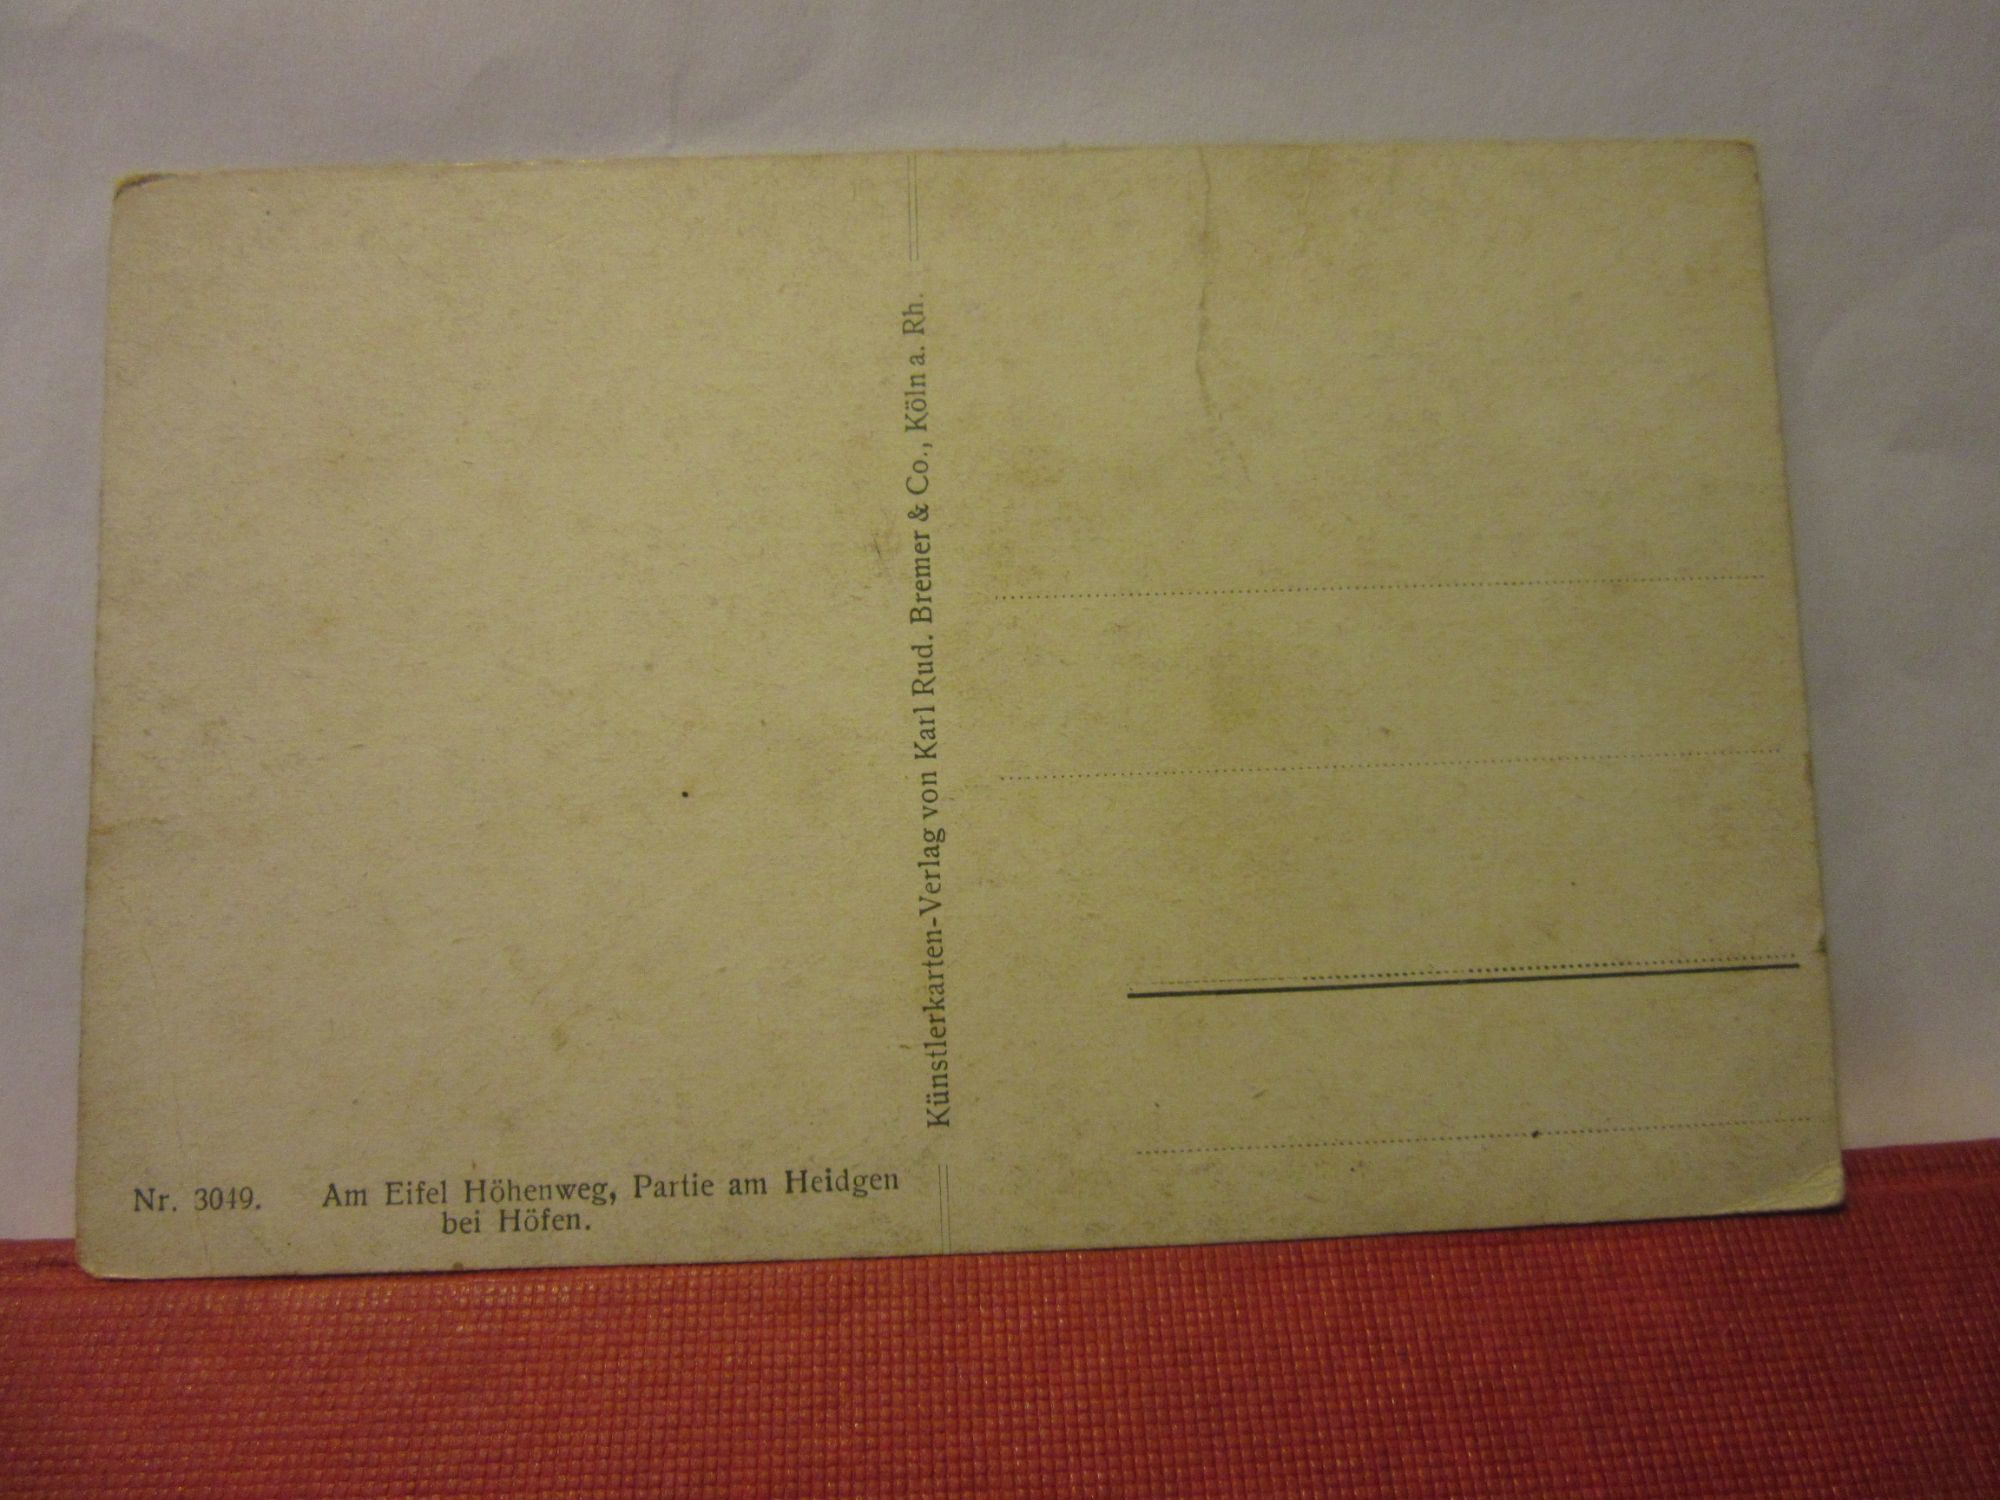 Künstlerkarten-Verlag von Karl Rud. Bremer & Co., Köln a. Rh.
Nr. 3049. Am Eifel Höhenweg, Partie am Heidgen
bei Höfen.